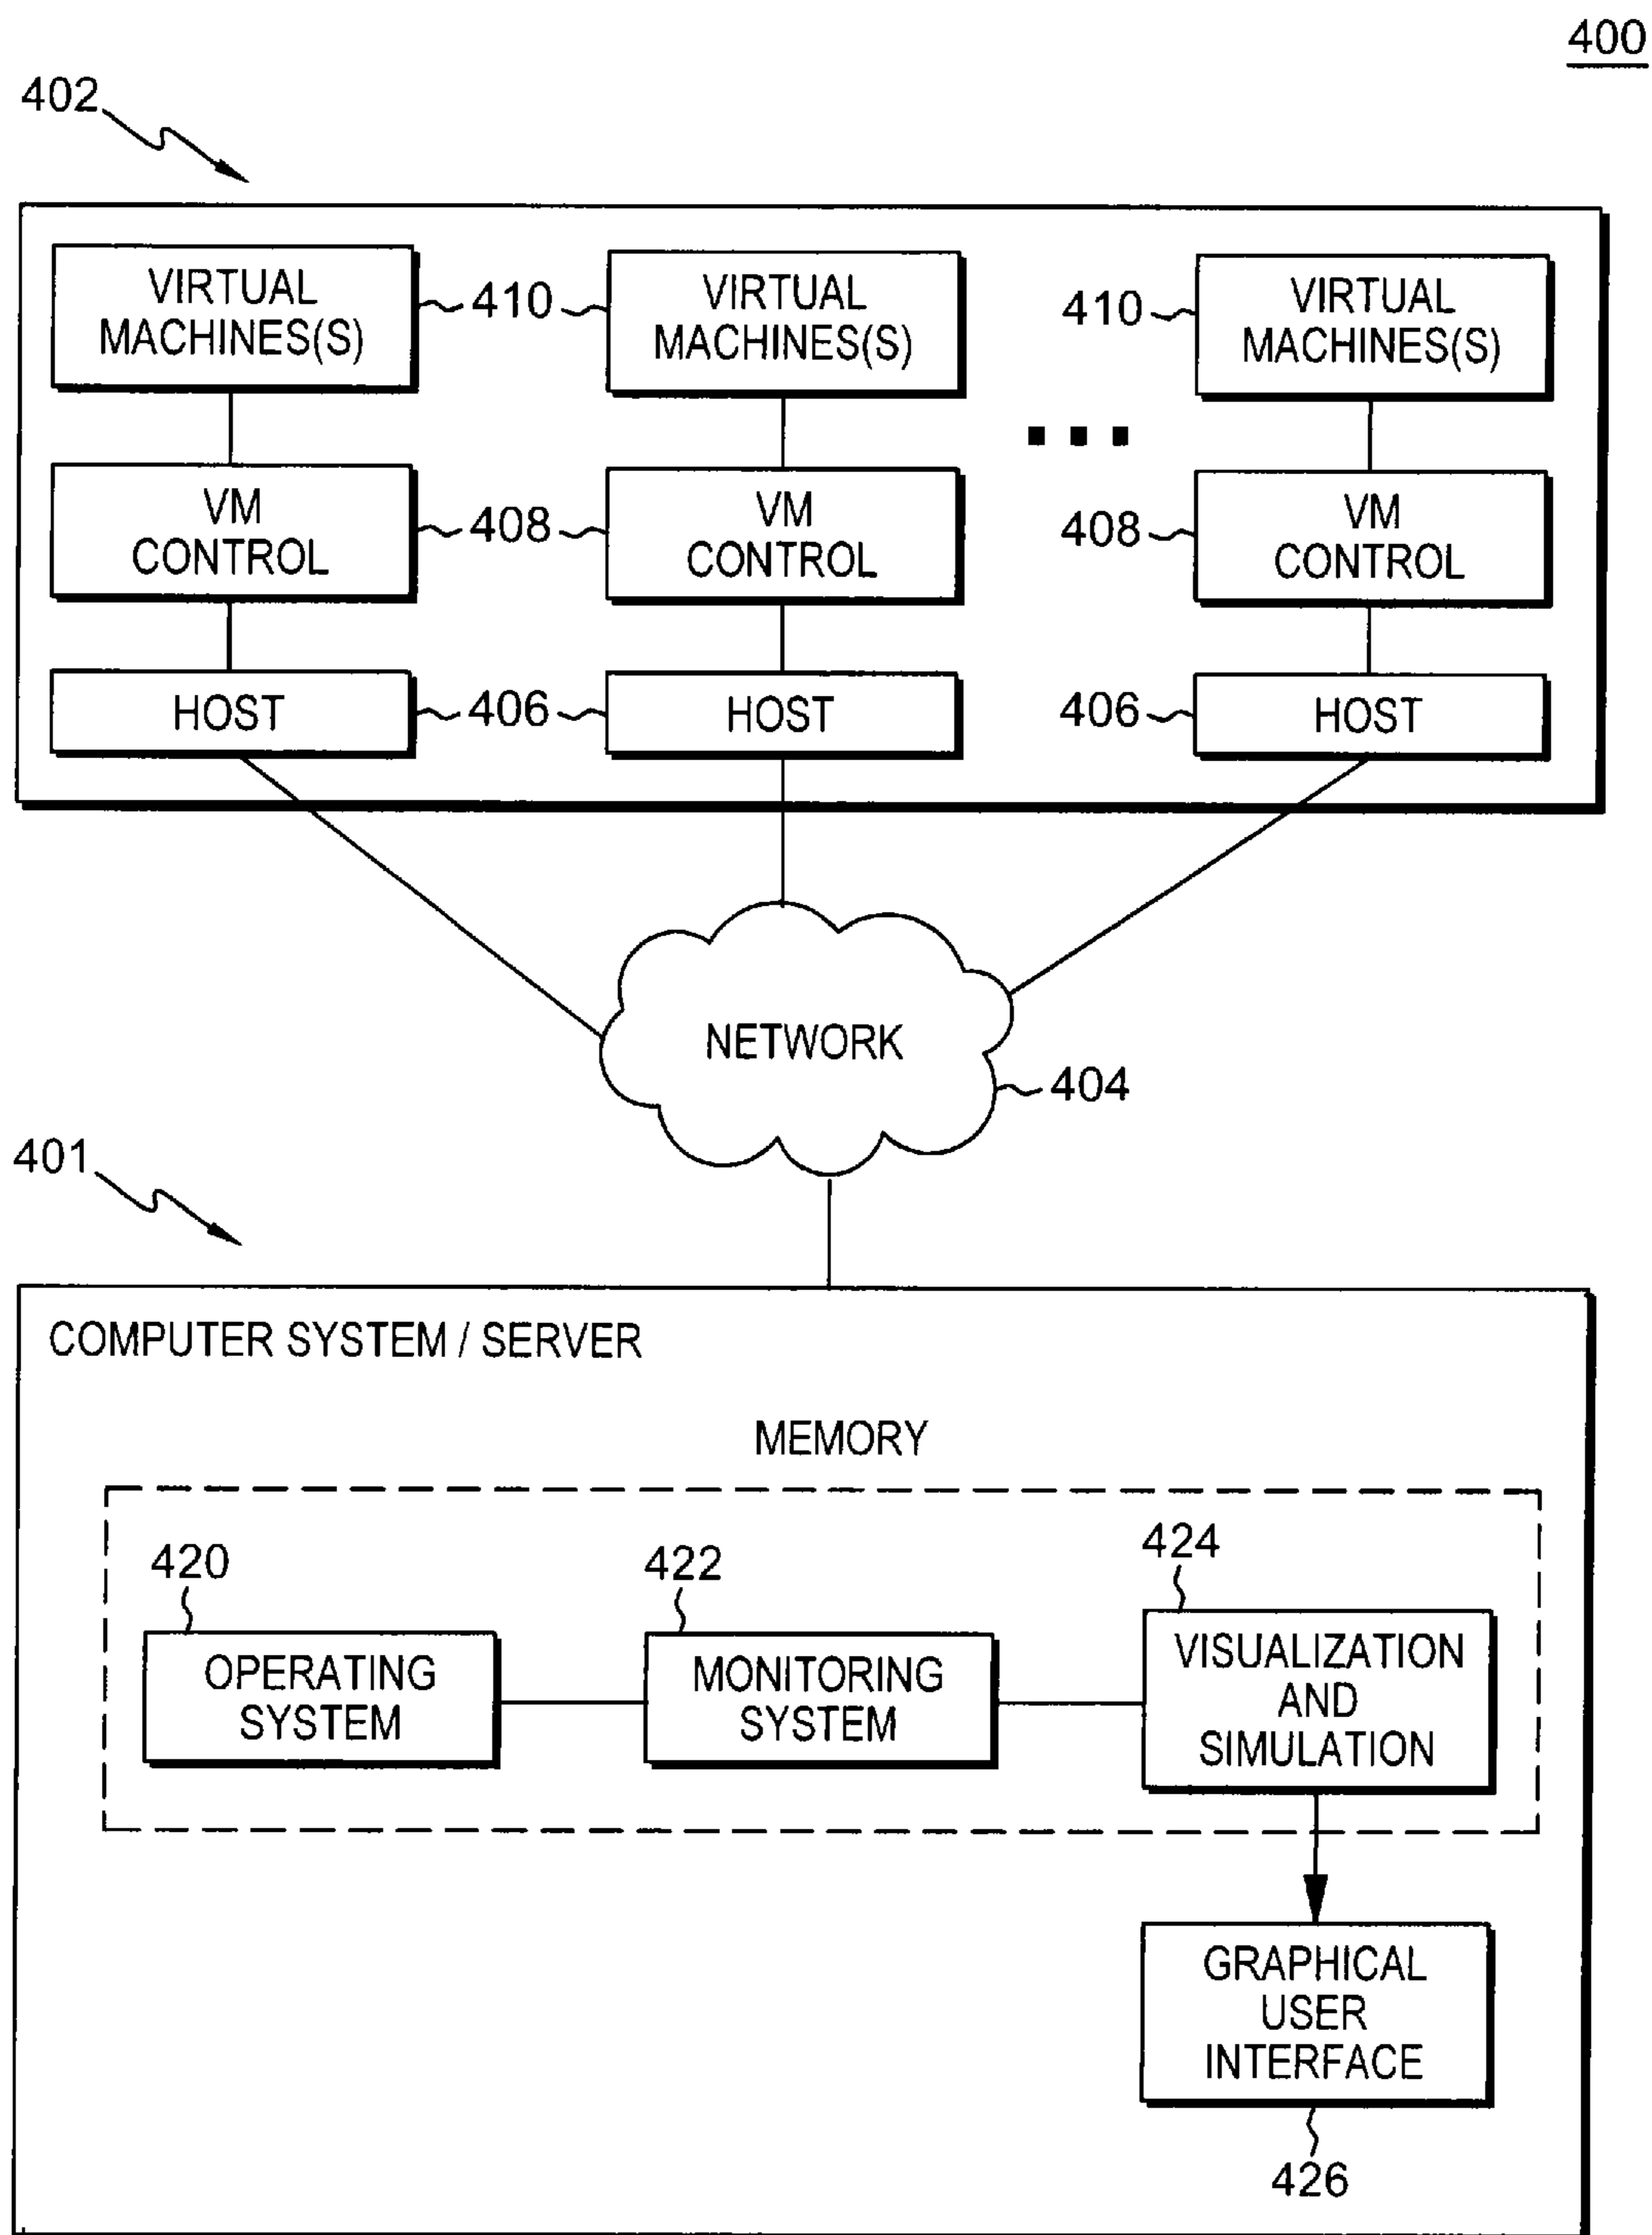 400
402
VIRTUAL
MACHINES(S)
410
VIRTUAL
MACHINES(S)
410
VIRTUAL
MACHINES(S)
VM
CONTROL
408
VM
CONTROL
408
VM
CONTROL
HOST
406
HOST
406
HOST
NETWORK
404
401
COMPUTER SYSTEM / SERVER
MEMORY
420
OPERATING
SYSTEM
422
MONITORING
SYSTEM
424
VISUALIZATION
AND
SIMULATION
GRAPHICAL
USER
INTERFACE
426